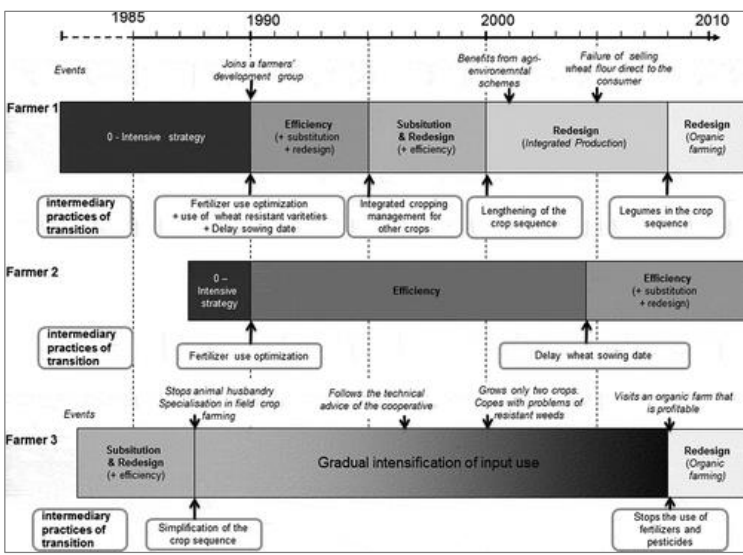 1985
1990
2000
2010
Events
Joins a farmers'
development group
Benefits from agri-
environemntal
schemes
Failure of selling
wheat flour direct to the
consumer
Farmer 1
0 - Intensive strategy
Efficiency
(+ substitution
+ redesign)
Subsitution
& Redesign
(+ efficiency)
Redesign
(Integrated Production)
Redesign
(Organic
farming)
intermediary
practices of
transition
Fertilizer use optimization
+ use of wheat resistant variteties
+ Delay sowing date
Integrated cropping
management for
other crops
Lengthening of the
crop sequence
Legumes in the crop
sequence
Farmer 2
0 –
Intensive
strategy
Efficiency
Efficiency
(+ substitution
+ redesign)
intermediary
practices of
transition
Fertilizer use optimization
Delay wheat sowing date
Events
Stops animal husbandry
Specialisation in field crop
farming
Follows the technical
advice of the cooperative
Grows only two crops.
Copes with problems of
resistant weeds
Visits an organic farm that
is profitable
Farmer 3
Subsitution
& Redesign
(+ efficiency)
Gradual intensification of input use
Redesign
(Organic
farming)
intermediary
practices of
transition
Simplification of the
crop sequence
Stops the use of
fertilizers and
pesticides